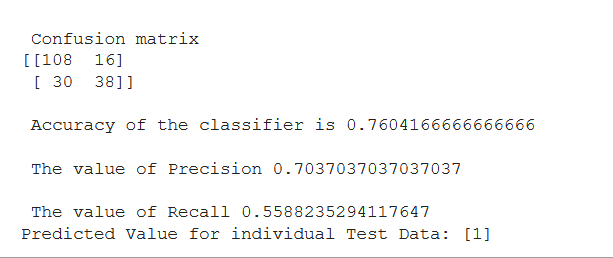 Confusion matrix
[[108  16]
 [ 30  38]]
Accuracy of the classifier is 0.7604166666666666
The value of Precision 0.7037037037037037
The value of Recall 0.5588235294117647
Predicted Value for individual Test Data: [1]